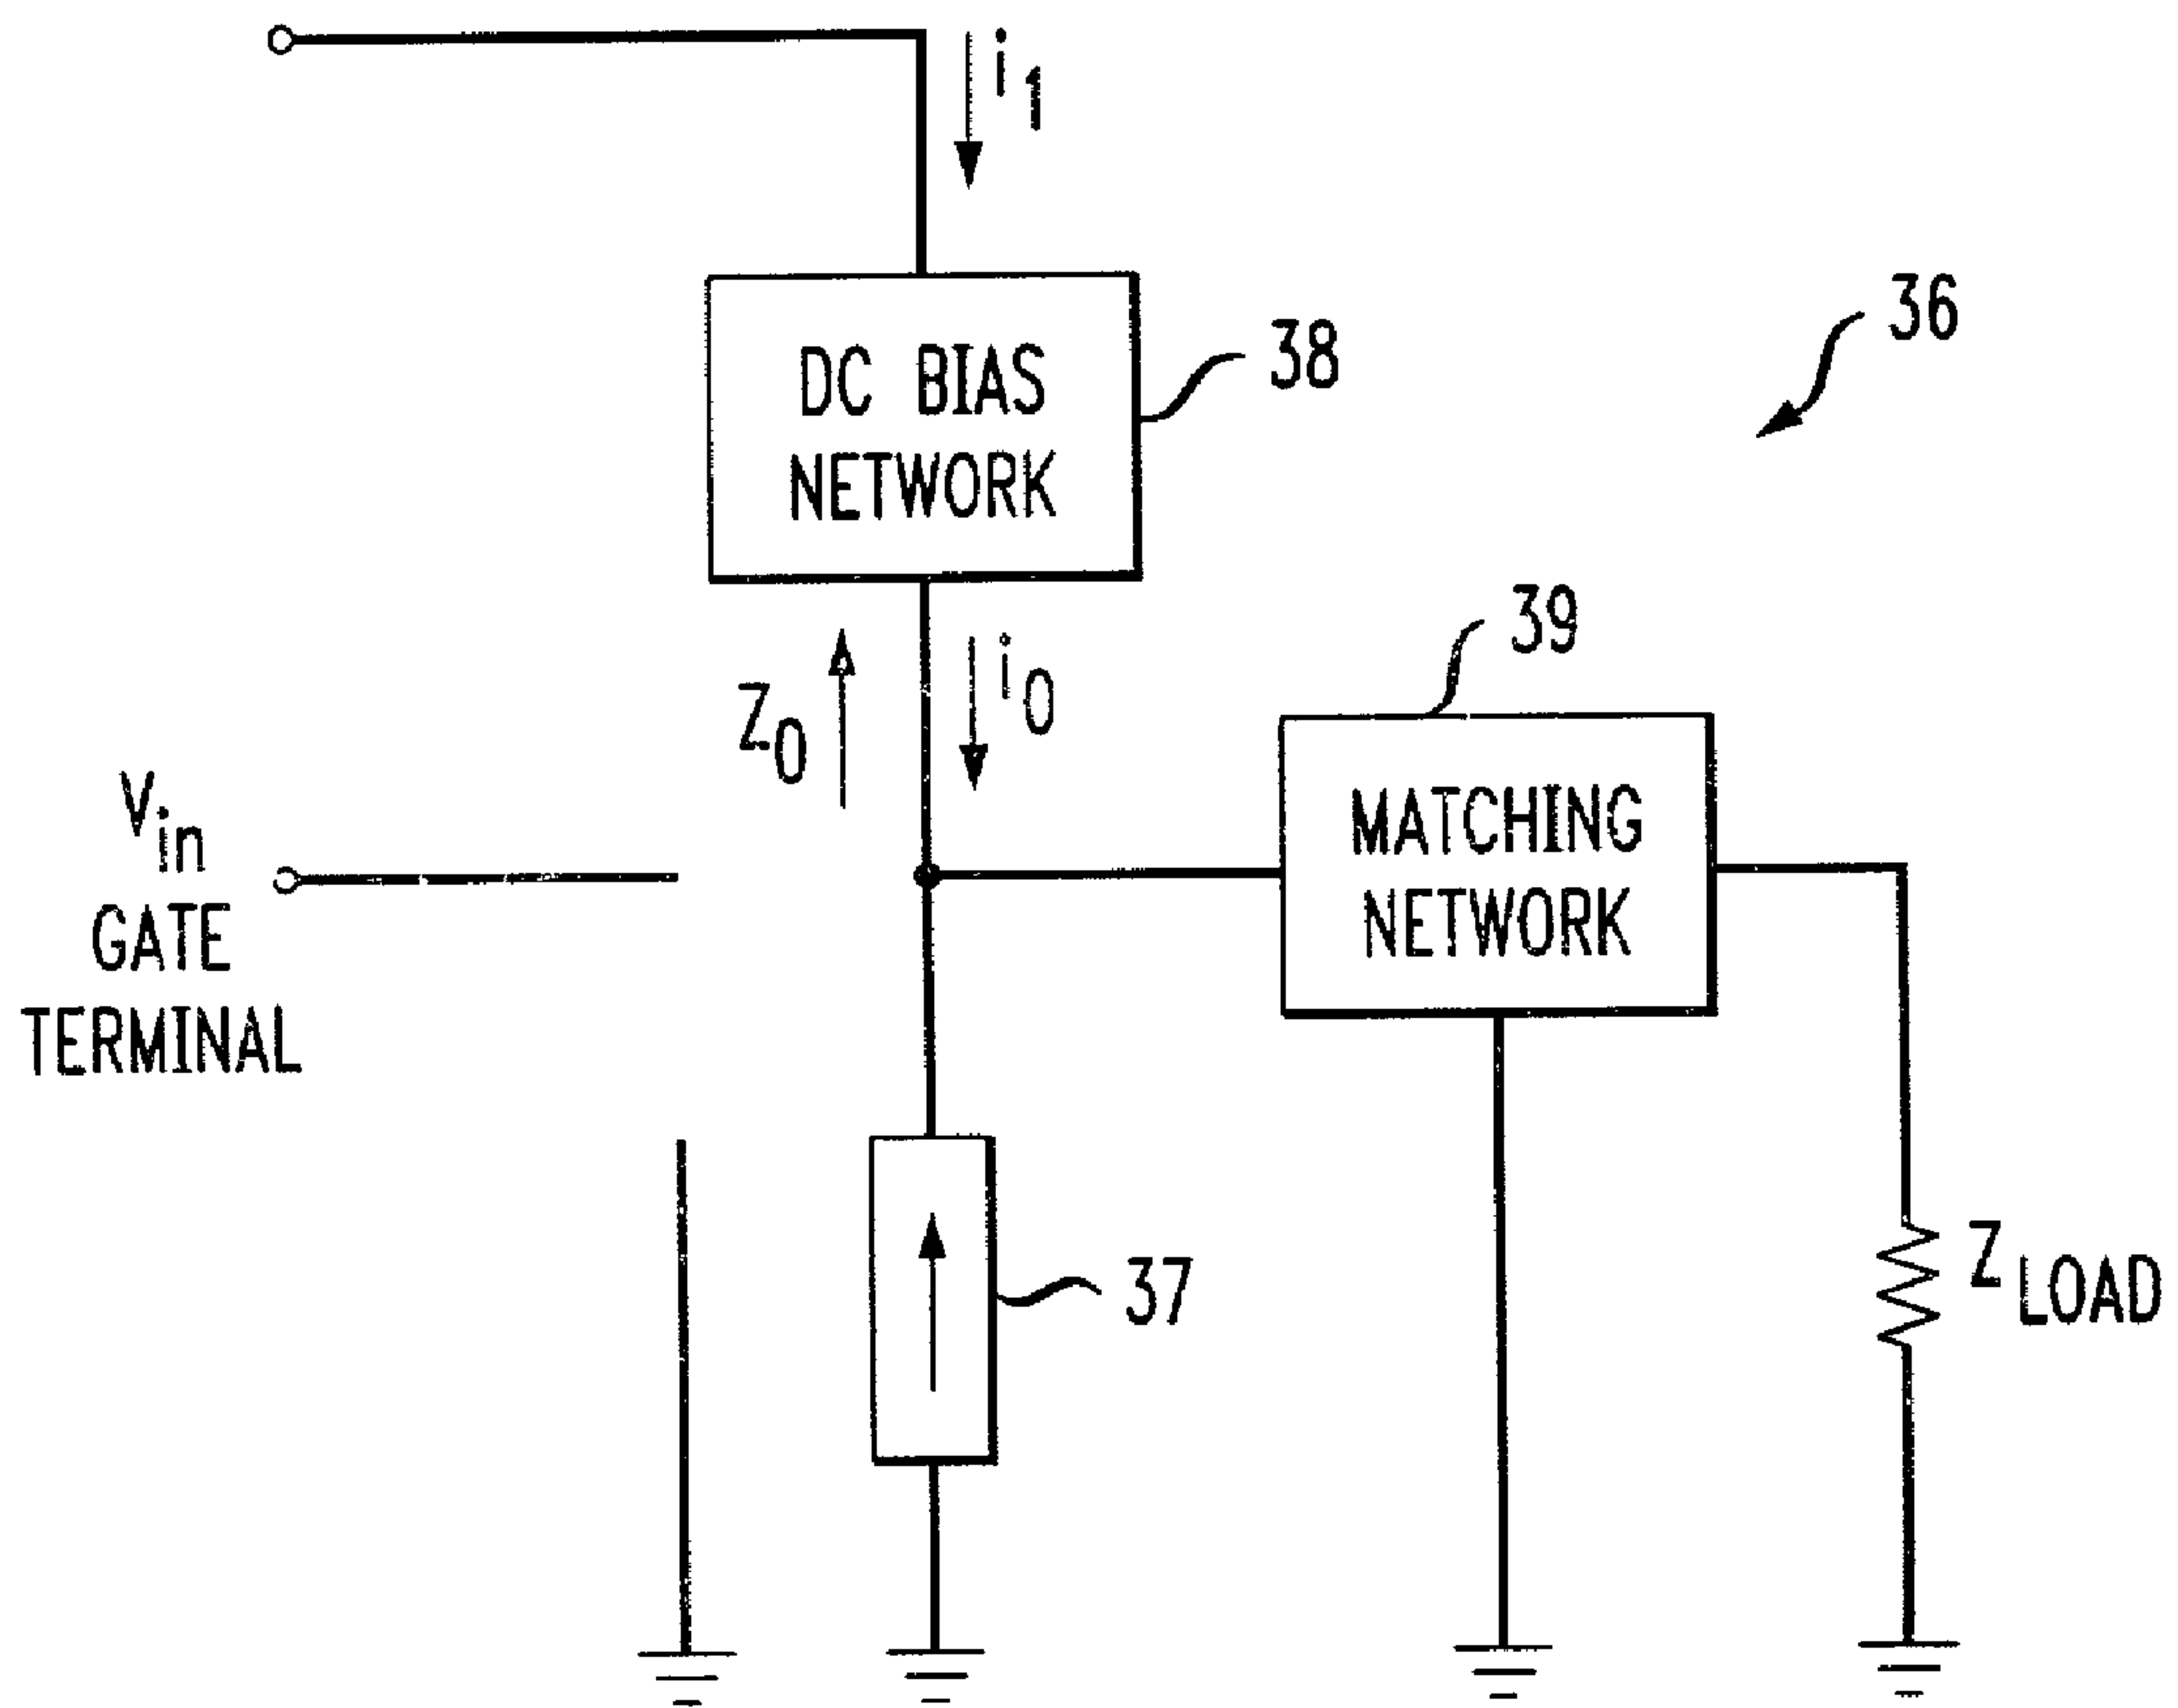 i1
DC BIAS
NETWORK
38
36
Z0
i0
39
MATCHING
NETWORK
Vin
GATE
TERMINAL
37
ZLOAD